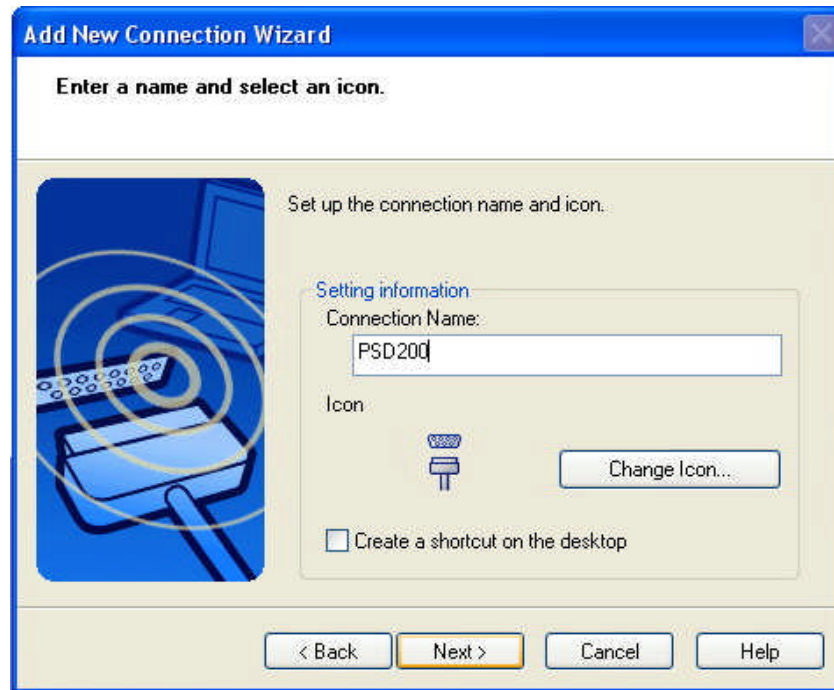 Add New Connection Wizard
Enter a name and select an icon.
Set up the connection name and icon.
Setting information
Connection Name:
PSD200
Icon
Change Icon...
Create a shortcut on the desktop
< Back Next > Cancel Help